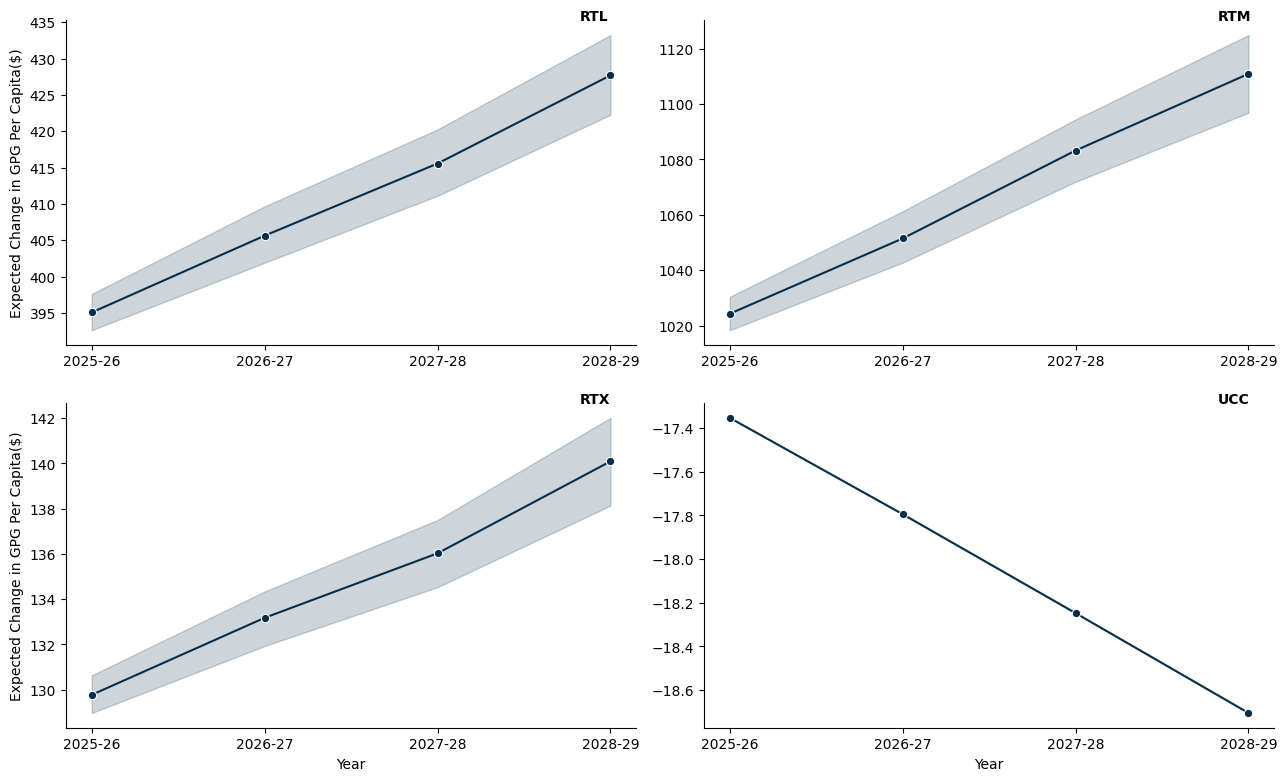 RTL
Expected Change in GPG Per Capita($)
435
430
425
420
415
410
405
400
395
2025-26 2026-27 2027-28 2028-29
RTM
1120
1100
1080
1060
1040
1020
2025-26 2026-27 2027-28 2028-29
RTX
Expected Change in GPG Per Capita($)
142
140
138
136
134
132
130
2025-26 2026-27 2027-28 2028-29
Year
UCC
−17.4
−17.6
−17.8
−18.0
−18.2
−18.4
−18.6
2025-26 2026-27 2027-28 2028-29
Year